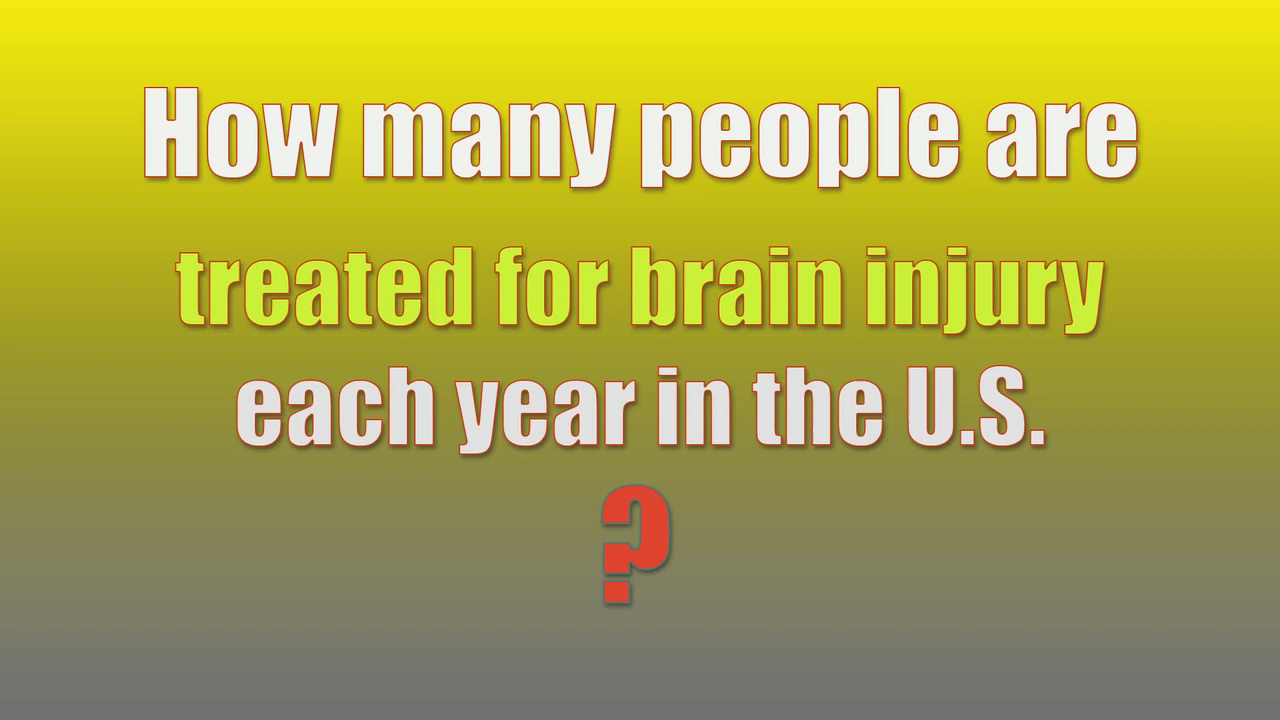 How many people are
treated for brain injury
each year in the U.S.
?